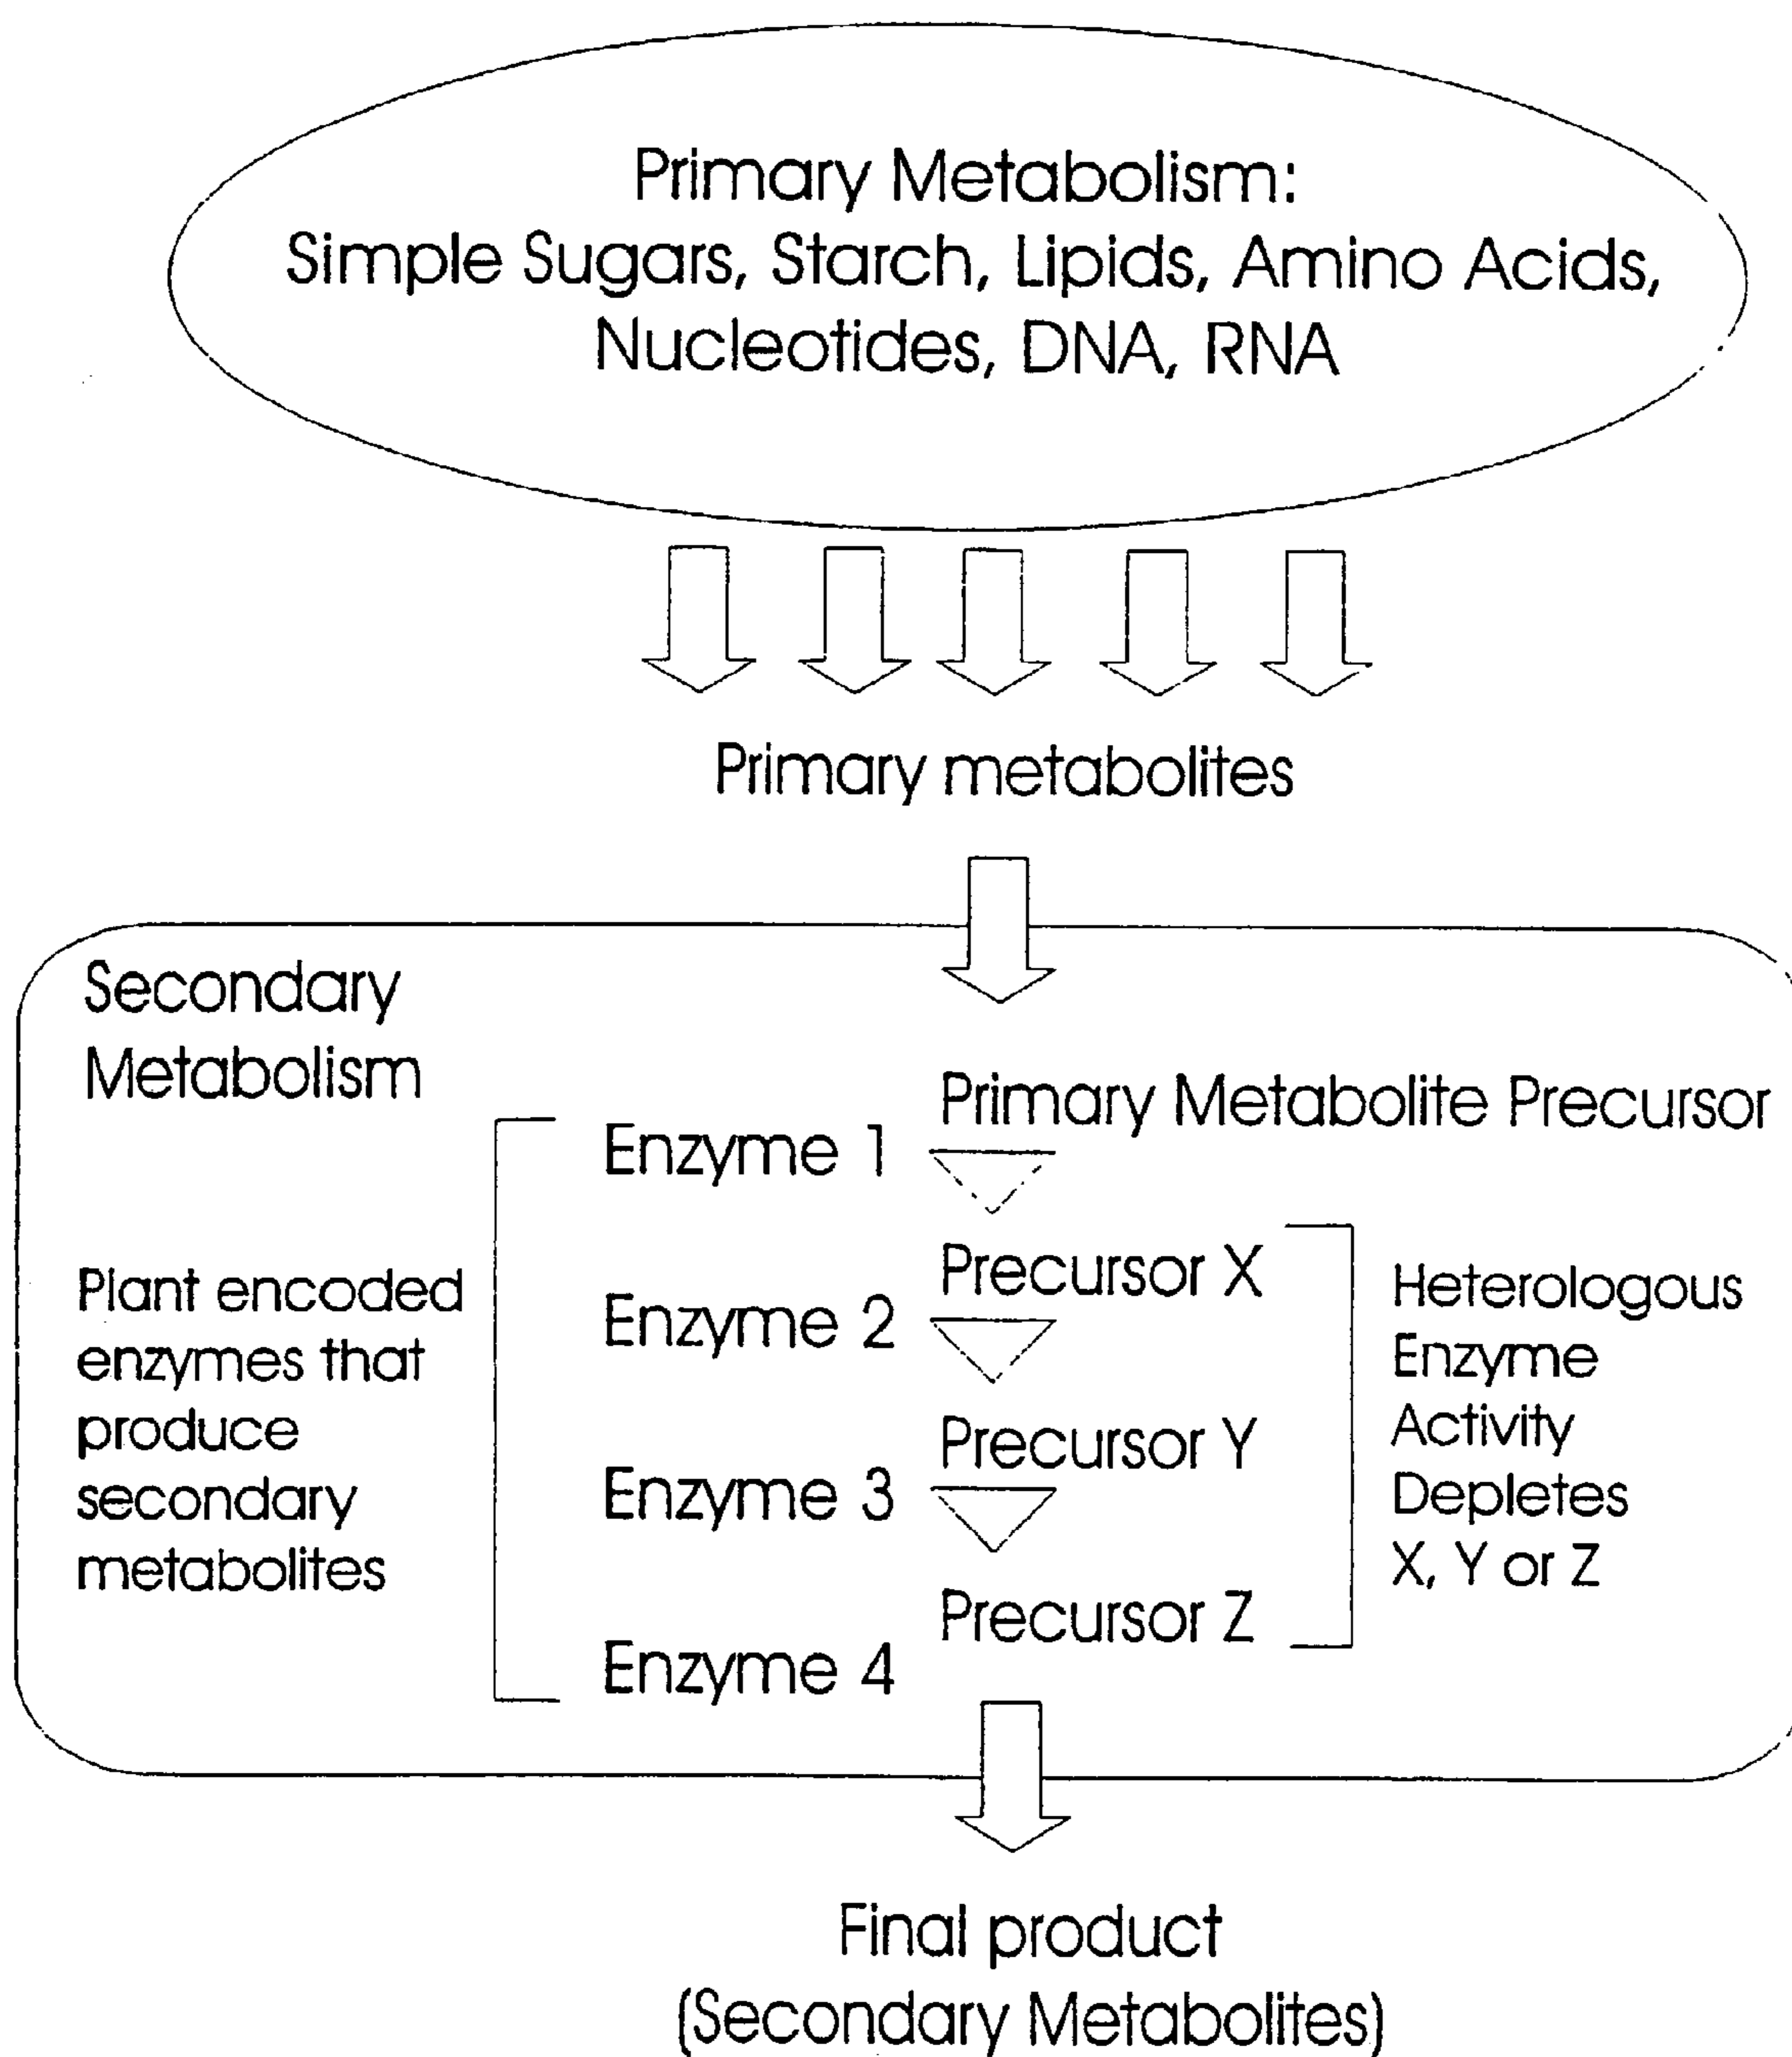 Primary Metabolism:
Simple Sugars, Starch, Lipids, Amino Acids,
Nucleotides, DNA, RNA
Primary metabolites
Secondary
Metabolism
Primary Metabolite Precursor
Enzyme 1
Precursor X
Enzyme 2
Precursor Y
Enzyme 3
Precursor Z
Enzyme 4
Plant encoded
enzymes that
produce
secondary
metabolites
Heterologous
Enzyme
Activity
Depletes
X, Y or Z
Final product
(Secondary Metabolites)